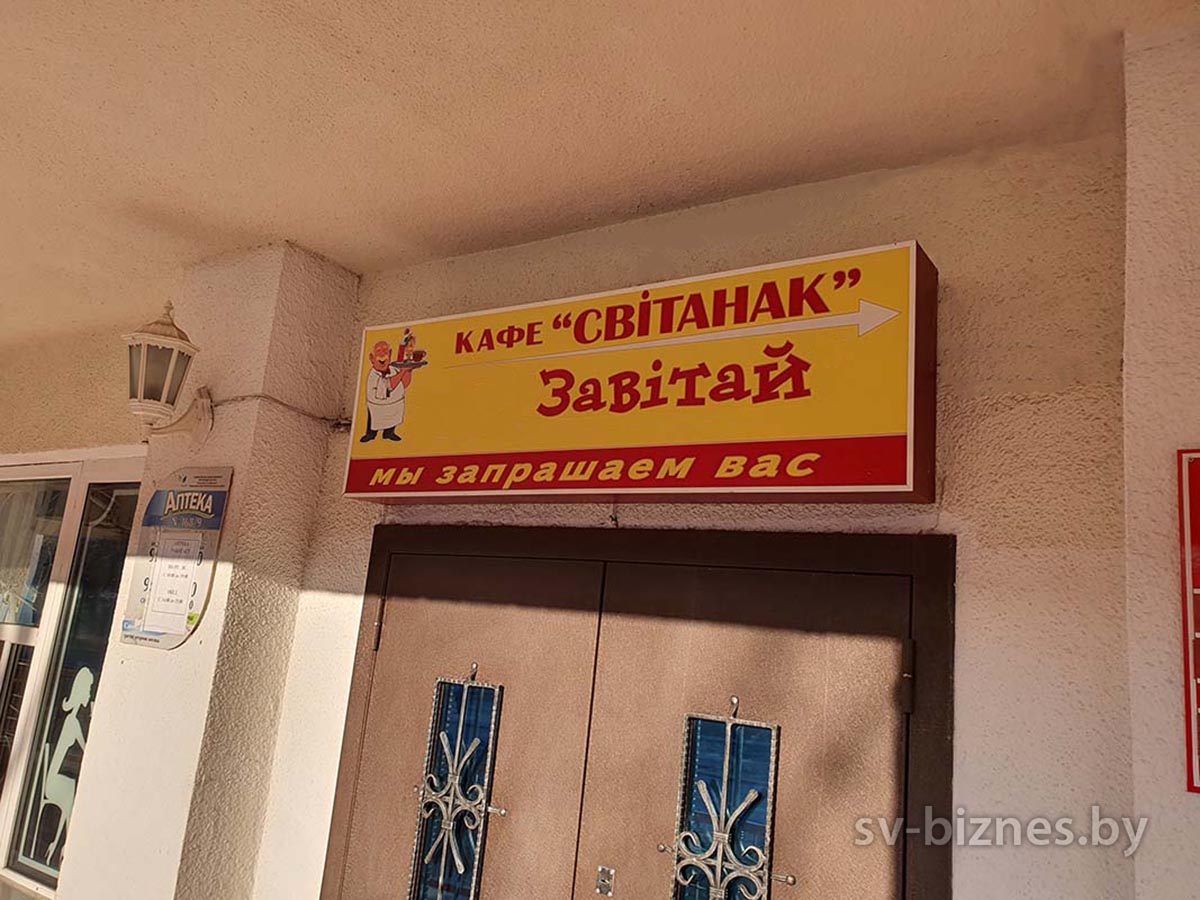 КАФЕ “СВіТАНАК”
Завітай
мы запрашаем вас
АПТЕКА
sv-biznes.by